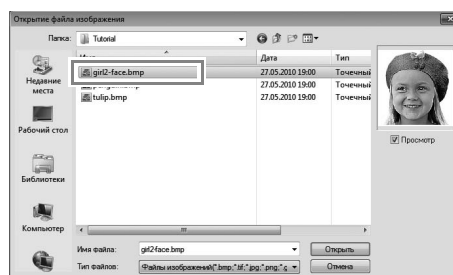 Открытие файла изображения
Папка: Tutorial
Имя Дата Тип
girl2-face.bmp 27.05.2010 19:00 Точечный
27.05.2010 19:00 Точечный
tulip.bmp 27.05.2010 19:00 Точечный
Недавние
места
Рабочий стол
Библиотеки
Компьютер
Просмотр
Имя файла: girl2-face.bmp Открыть
Тип файлов: Файлы изображений(*.bmp;*.tif;*.jpg;*.png;*.g Отмена